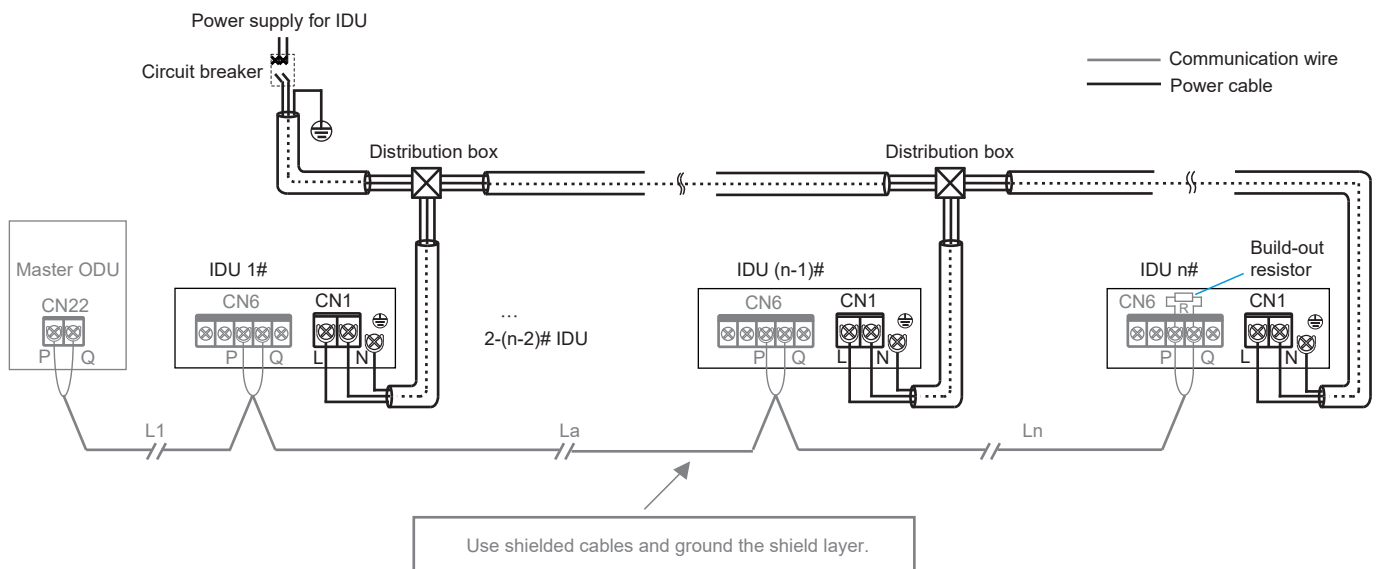 Power supply for IDU
Circuit breaker
Communication wire
Power cable
Distribution box
Distribution box
Master ODU
CN22
P Q
IDU 1#
CN6
CN1
P Q
L N
...
2-(n-2)# IDU
IDU (n-1)#
CN6
CN1
P Q
L N
IDU n#
Build-out
resistor
CN6
R
CN1
P Q
L N
L1
La
Ln
Use shielded cables and ground the shield layer.